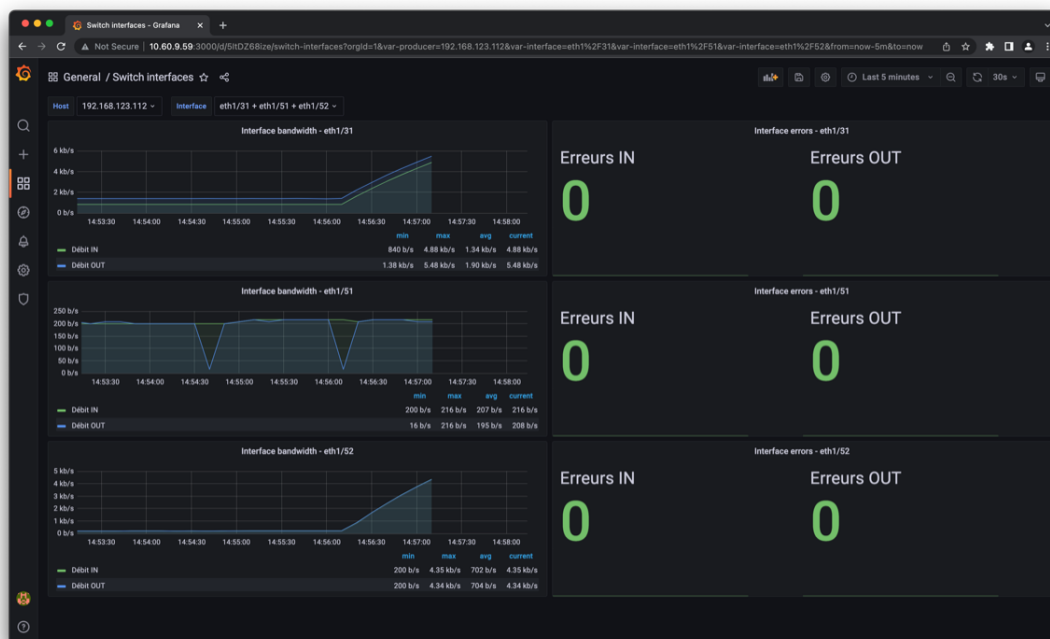 Switch interfaces - Grafana
Not Secure | 10.60.9.59:3000/d/5ItDZ68ize/switch-interfaces?orgId=1&var-producer=192.168.123.112&var-interface=eth1%2F31&var-interface=eth1%2F51&var-interface=eth1%2F52&from=now-5m&to=now
General / Switch interfaces
Last 5 minutes
30s
Host 192.168.123.112 Interface eth1/31 + eth1/51 + eth1/52
Interface bandwidth - eth1/31
6 kb/s
4 kb/s
2 kb/s
0 b/s
14:53:30 14:54:00 14:54:30 14:55:00 14:55:30 14:56:00 14:56:30 14:57:00 14:57:30 14:58:00
min max avg current
Débit IN 840 b/s 4.88 kb/s 1.34 kb/s 4.88 kb/s
Débit OUT 1.38 kb/s 5.48 kb/s 1.90 kb/s 5.48 kb/s
Interface errors - eth1/31
Erreurs IN Erreurs OUT
0 0
Interface bandwidth - eth1/51
250 b/s
200 b/s
150 b/s
100 b/s
50 b/s
0 b/s
14:53:30 14:54:00 14:54:30 14:55:00 14:55:30 14:56:00 14:56:30 14:57:00 14:57:30 14:58:00
min max avg current
Débit IN 200 b/s 216 b/s 207 b/s 216 b/s
Débit OUT 16 b/s 216 b/s 195 b/s 208 b/s
Interface errors - eth1/51
Erreurs IN Erreurs OUT
0 0
Interface bandwidth - eth1/52
5 kb/s
4 kb/s
3 kb/s
2 kb/s
1 kb/s
0 b/s
14:53:30 14:54:00 14:54:30 14:55:00 14:55:30 14:56:00 14:56:30 14:57:00 14:57:30 14:58:00
min max avg current
Débit IN 200 b/s 4.35 kb/s 702 b/s 4.35 kb/s
Débit OUT 200 b/s 4.34 kb/s 704 b/s 4.34 kb/s
Interface errors - eth1/52
Erreurs IN Erreurs OUT
0 0